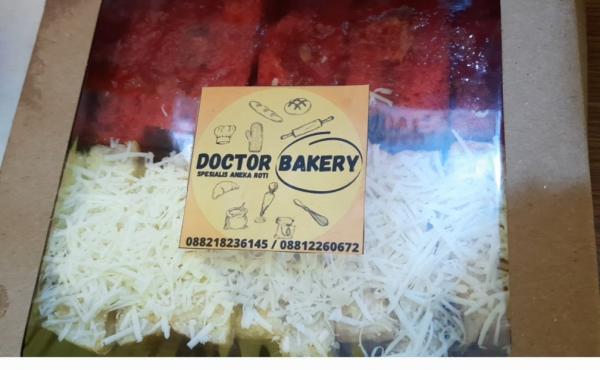 DOCTOR BAKERY
SPESIALIS ANEKA ROTI
088218236145 / 08812260672